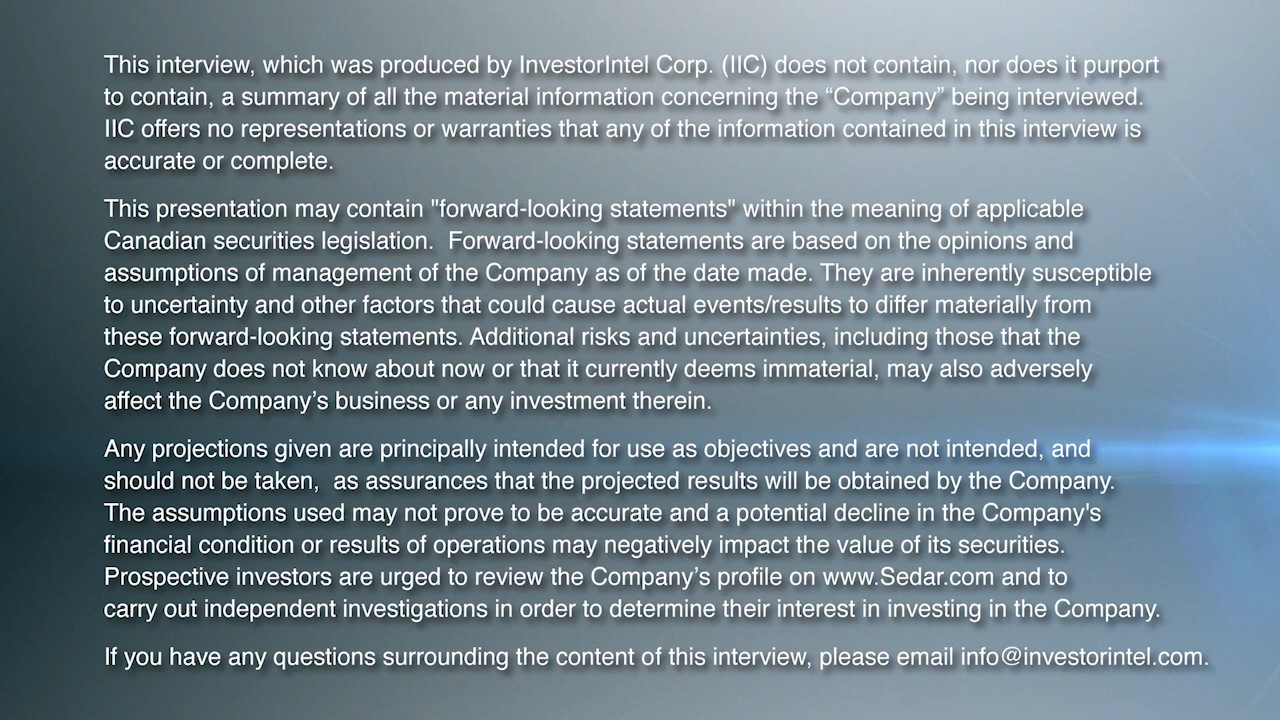 This interview, which was produced by InvestorIntel Corp. (IIC) does not contain, nor does it purport
to contain, a summary of all the material information concerning the “Company” being interviewed.
IIC offers no representations or warranties that any of the information contained in this interview is
accurate or complete.
This presentation may contain "forward-looking statements" within the meaning of applicable
Canadian securities legislation.  Forward-looking statements are based on the opinions and
assumptions of management of the Company as of the date made. They are inherently susceptible
to uncertainty and other factors that could cause actual events/results to differ materially from
these forward-looking statements. Additional risks and uncertainties, including those that the
Company does not know about now or that it currently deems immaterial, may also adversely
affect the Company’s business or any investment therein.
Any projections given are principally intended for use as objectives and are not intended, and
should not be taken,  as assurances that the projected results will be obtained by the Company.
The assumptions used may not prove to be accurate and a potential decline in the Company's
financial condition or results of operations may negatively impact the value of its securities.
Prospective investors are urged to review the Company’s profile on www.Sedar.com and to
carry out independent investigations in order to determine their interest in investing in the Company.
If you have any questions surrounding the content of this interview, please email info@investorintel.com.